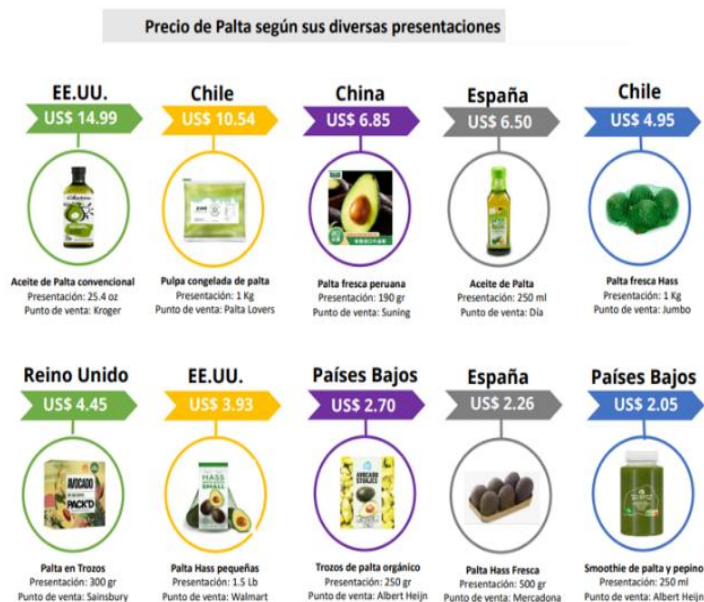 Precio de Palta según sus diversas presentaciones
EE.UU.
US$ 14.99
Aceite de Palta convencional
Presentación: 25.4 oz
Punto de venta: Kroger
Chile
US$ 10.54
Pulpa congelada de palta
Presentación: 1 Kg
Punto de venta: Palta Lovers
China
US$ 6.85
Palta fresca peruana
Presentación: 190 gr
Punto de venta: Suning
España
US$ 6.50
Aceite de Palta
Presentación: 250 ml
Punto de venta: Día
Chile
US$ 4.95
Palta fresca Hass
Presentación: 1 Kg
Punto de venta: Jumbo
Reino Unido
US$ 4.45
AVOCADO
PACK'D
Palta en Trozos
Presentación: 300 gr
Punto de venta: Sainsbury
EE.UU.
US$ 3.93
HASS
SMALL
Palta Hass pequeñas
Presentación: 1.5 Lb
Punto de venta: Walmart
Países Bajos
US$ 2.70
AVOCADO
STUKJES
Trozos de palta orgánico
Presentación: 250 gr
Punto de venta: Albert Heijn
España
US$ 2.26
Palta Hass Fresca
Presentación: 500 gr
Punto de venta: Mercadona
Países Bajos
US$ 2.05
Smoothie de palta y pepino
Presentación: 250 ml
Punto de venta: Albert Heijn